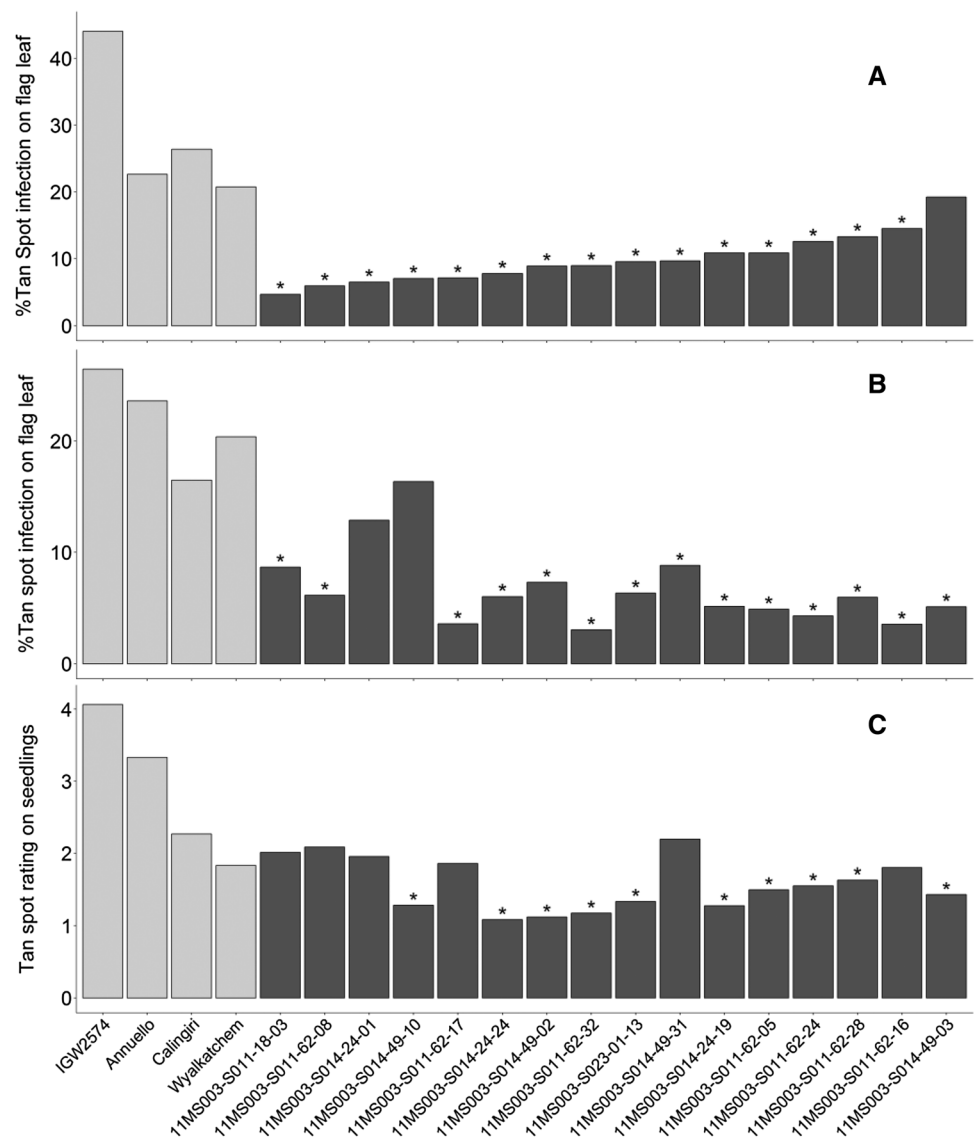 %Tan Spot infection on flag leaf
40
30
20
10
0
A
* * * * * * * * * * * * * * *
%Tan spot infection on flag leaf
20
10
0
B
* * * * * * * * * * * * * *
Tan spot rating on seedlings
4
3
2
1
0
C
* * * * * * * * * *
IGW2574
Annuello
Calingiri
Wyalkatchem
11MS003-S011-18-03
11MS003-S011-62-08
11MS003-S014-24-01
11MS003-S014-49-10
11MS003-S011-62-17
11MS003-S014-24-24
11MS003-S014-49-02
11MS003-S011-62-32
11MS003-S023-01-13
11MS003-S014-49-31
11MS003-S014-24-19
11MS003-S011-62-05
11MS003-S011-62-24
11MS003-S011-62-28
11MS003-S011-62-16
11MS003-S014-49-03